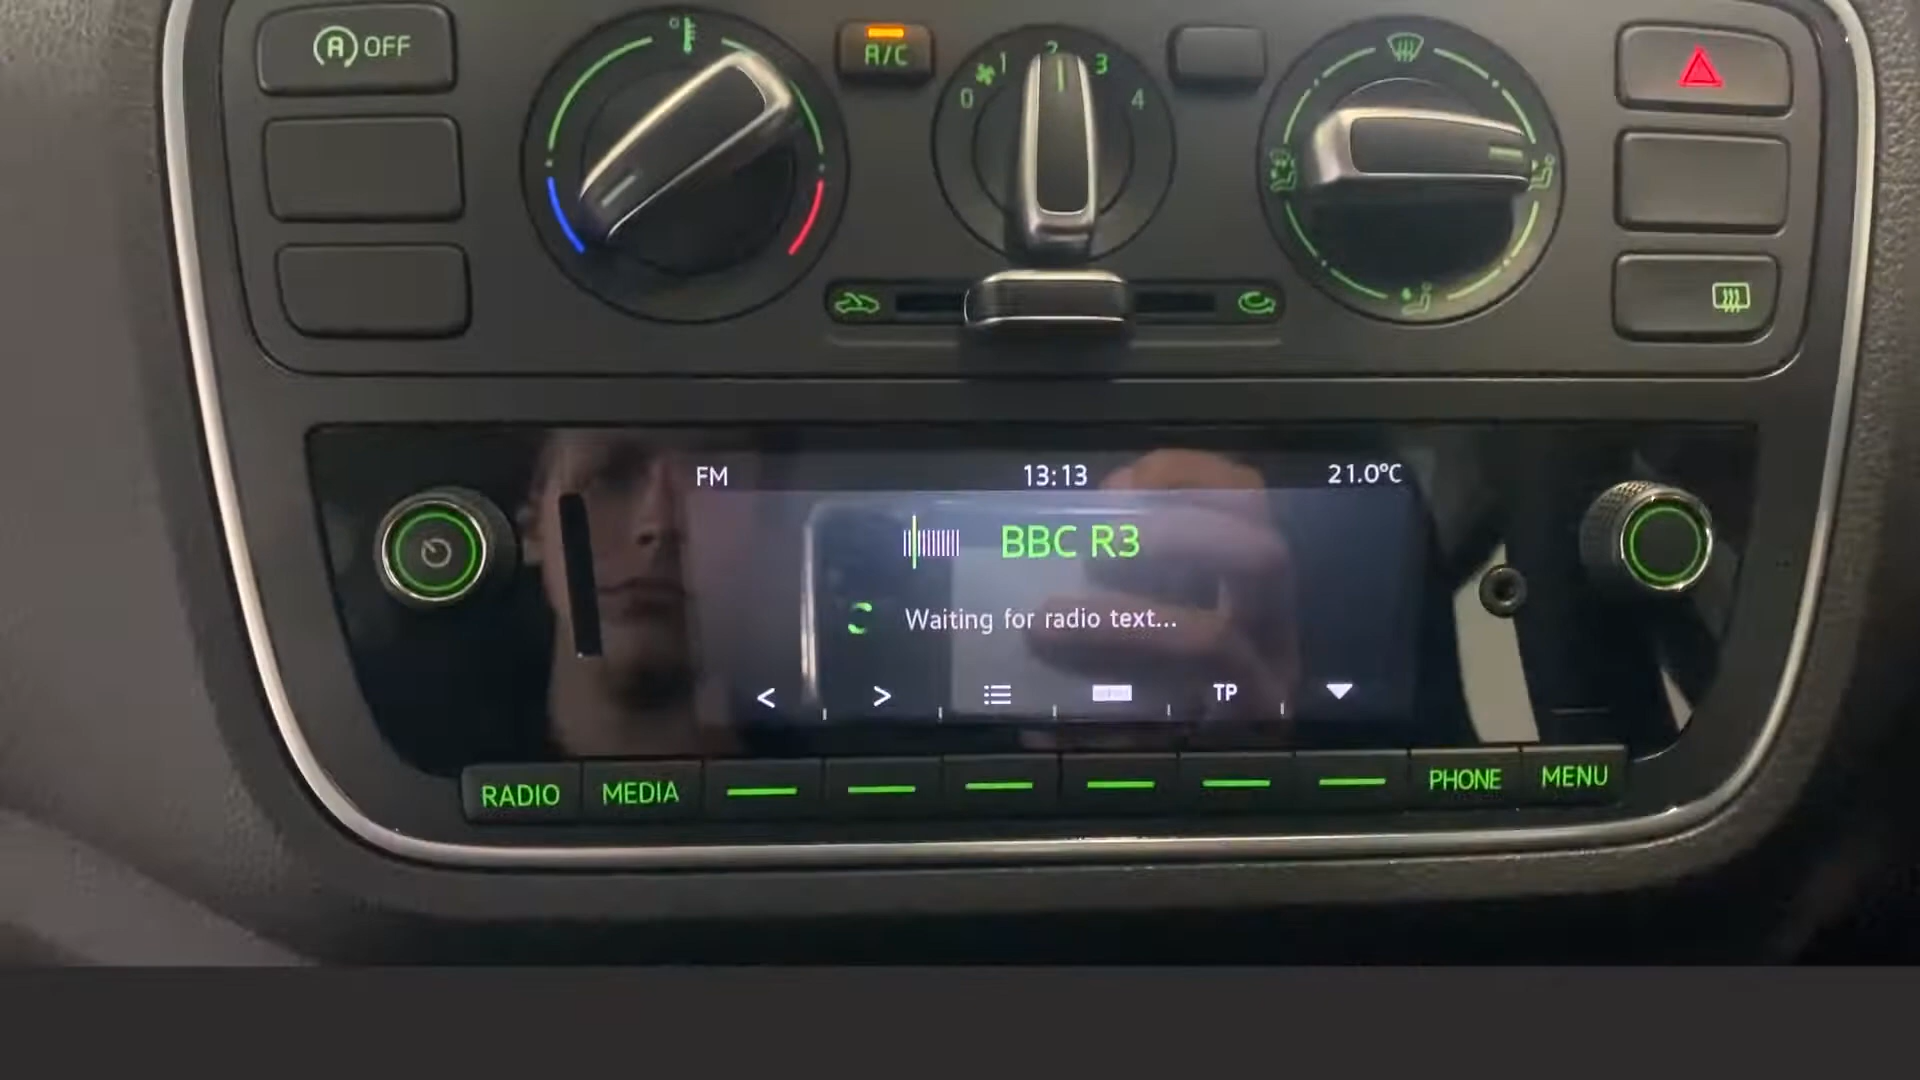 A OFF
A/C
0 1 2 3 4
FM 13:13 21.0°C
BBC R3
Waiting for radio text...
< > TP
RADIO MEDIA PHONE MENU